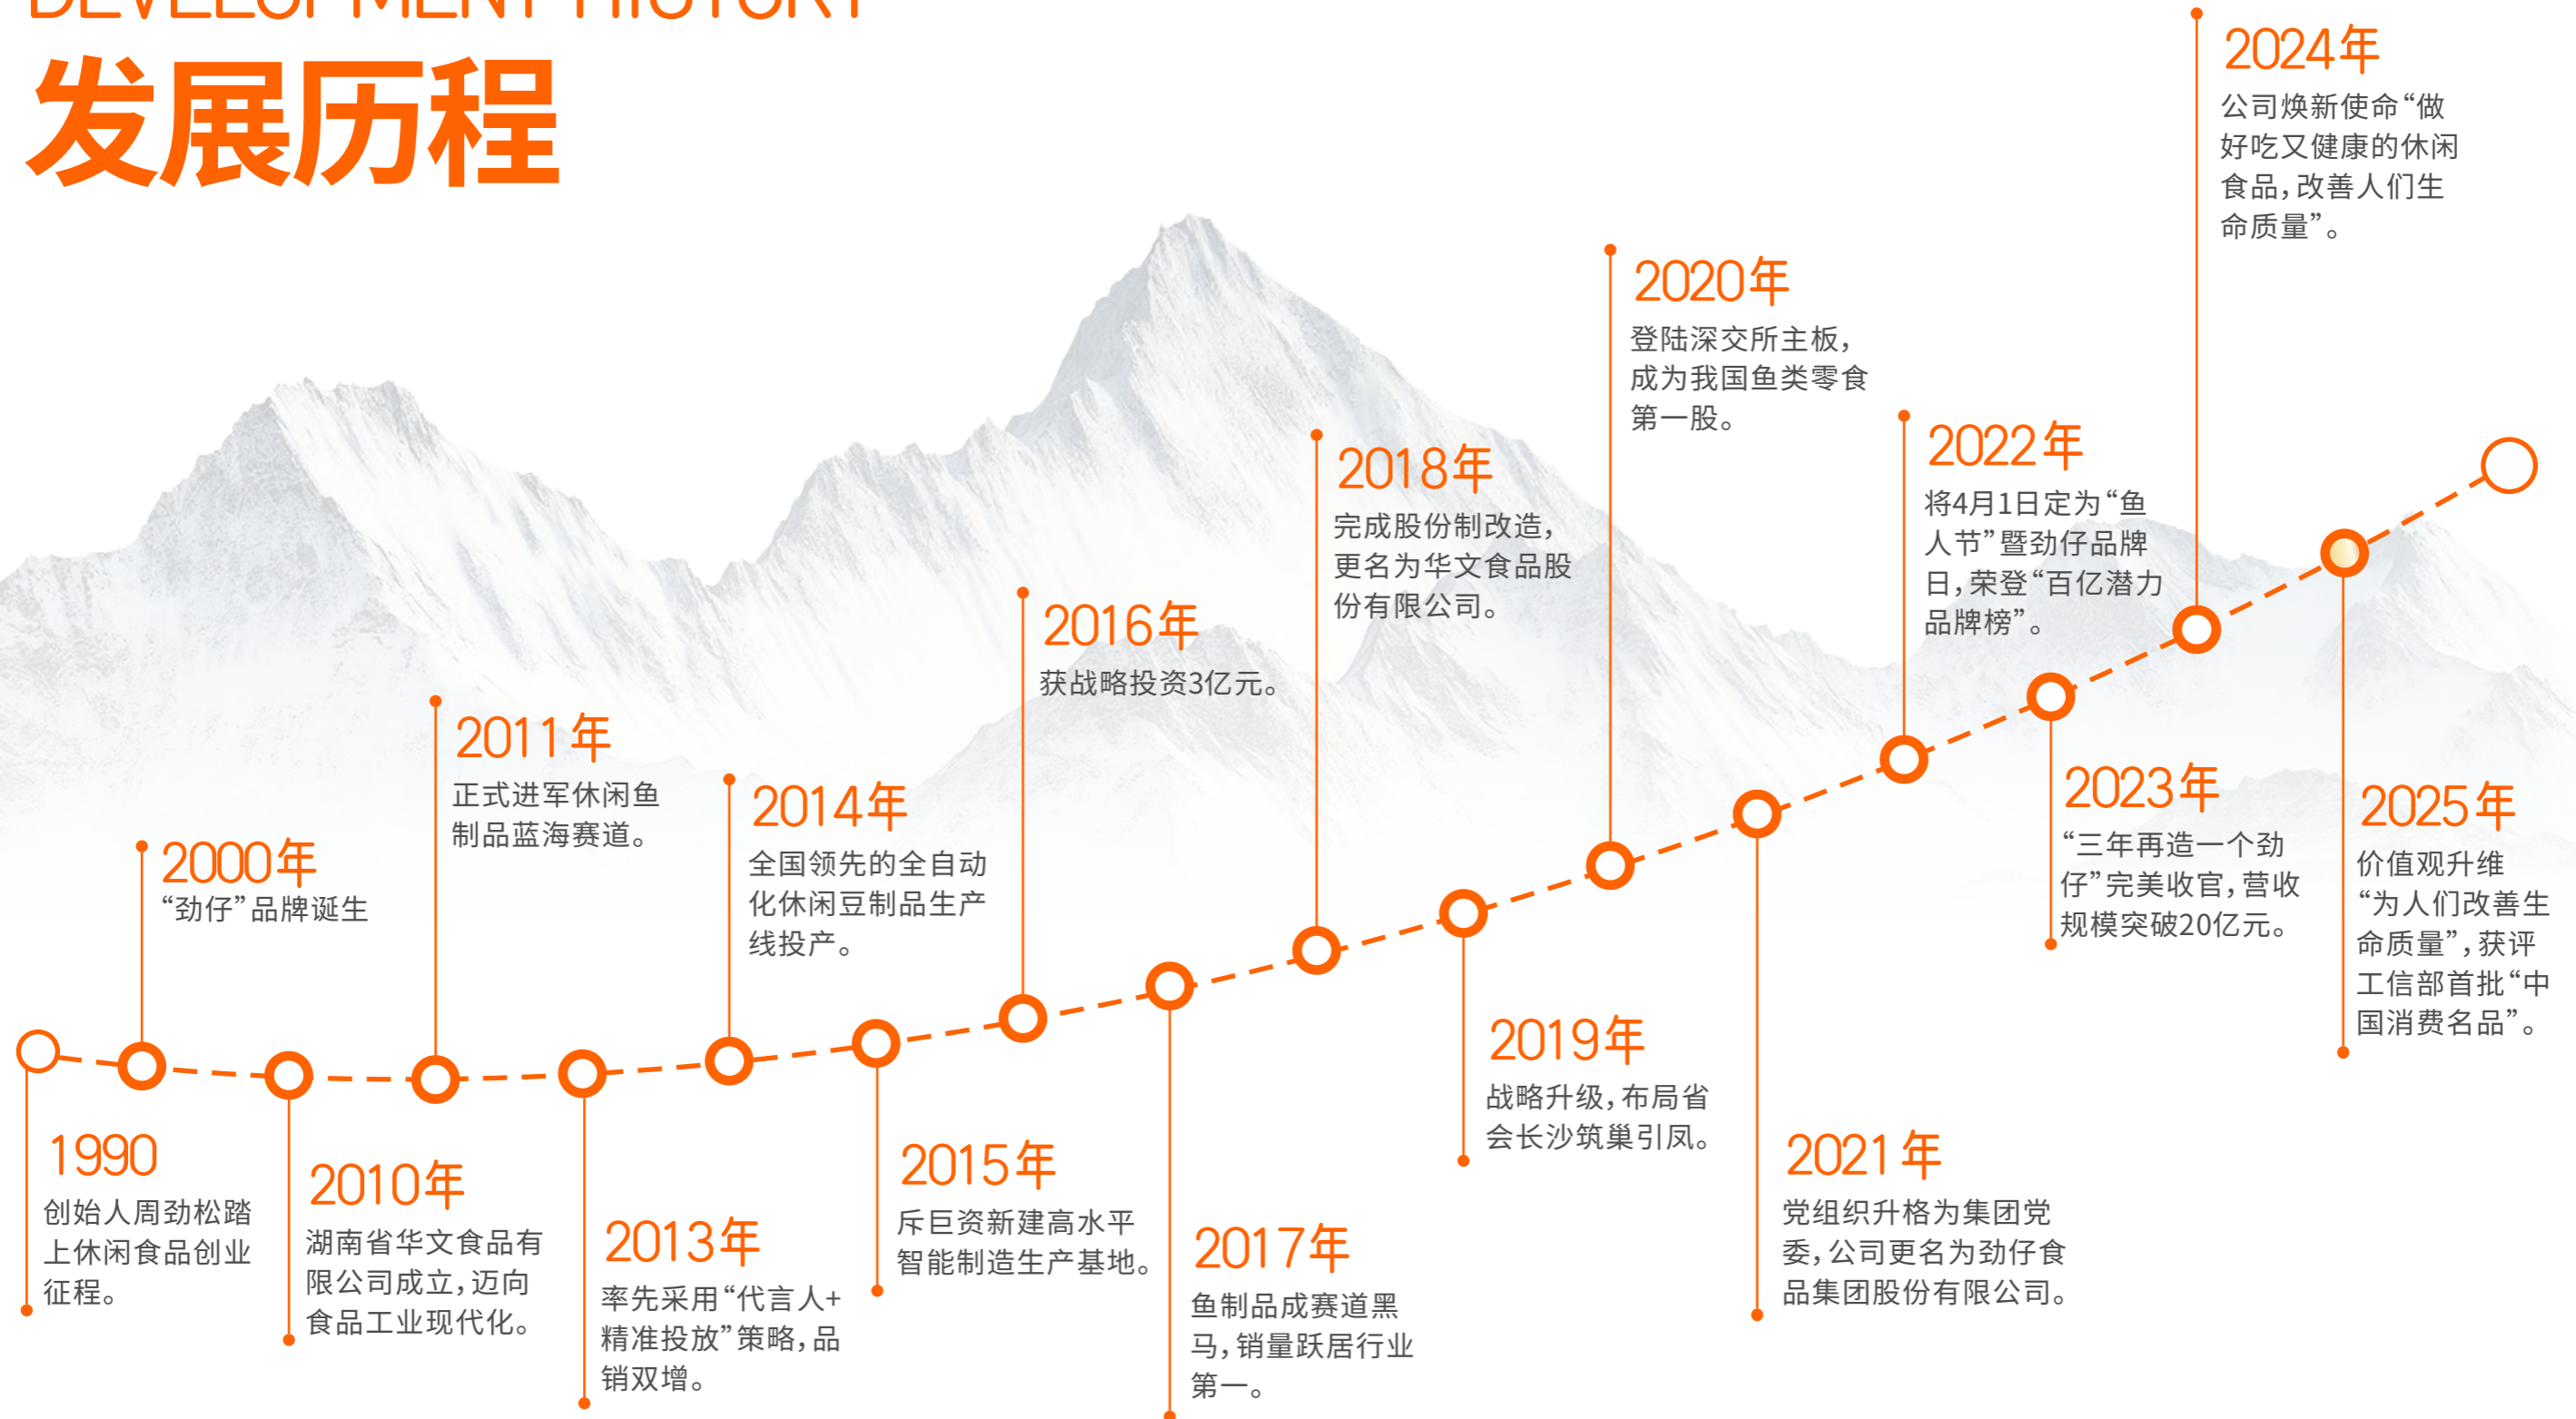 DEVELOPMENT HISTORY
发展历程
1990
创始人周劲松踏
上休闲食品创业
征程。
2000年
“劲仔”品牌诞生
2010年
湖南省华文食品有
限公司成立，迈向
食品工业现代化。
2011年
正式进军休闲鱼
制品蓝海赛道。
2013年
率先采用“代言人+
精准投放”策略，品
销双增。
2014年
全国领先的全自动
化休闲豆制品生产
线投产。
2015年
斥巨资新建高水平
智能制造生产基地。
2016年
获战略投资3亿元。
2017年
鱼制品成赛道黑
马，销量跃居行业
第一。
2018年
完成股份制改造，
更名为华文食品股
份有限公司。
2019年
战略升级，布局省
会长沙筑巢引凤。
2020年
登陆深交所主板，
成为我国鱼类零食
第一股。
2021年
党组织升格为集团党
委，公司更名为劲仔食
品集团股份有限公司。
2022年
将4月1日定为“鱼
人节”暨劲仔品牌
日，荣登“百亿潜力
品牌榜”。
2023年
“三年再造一个劲
仔”完美收官，营收
规模突破20亿元。
2024年
公司焕新使命“做
好吃又健康的休闲
食品，改善人们生
命质量”。
2025年
价值观升维
“为人们改善生
命质量”，获评
工信部首批“中
国消费名品”。